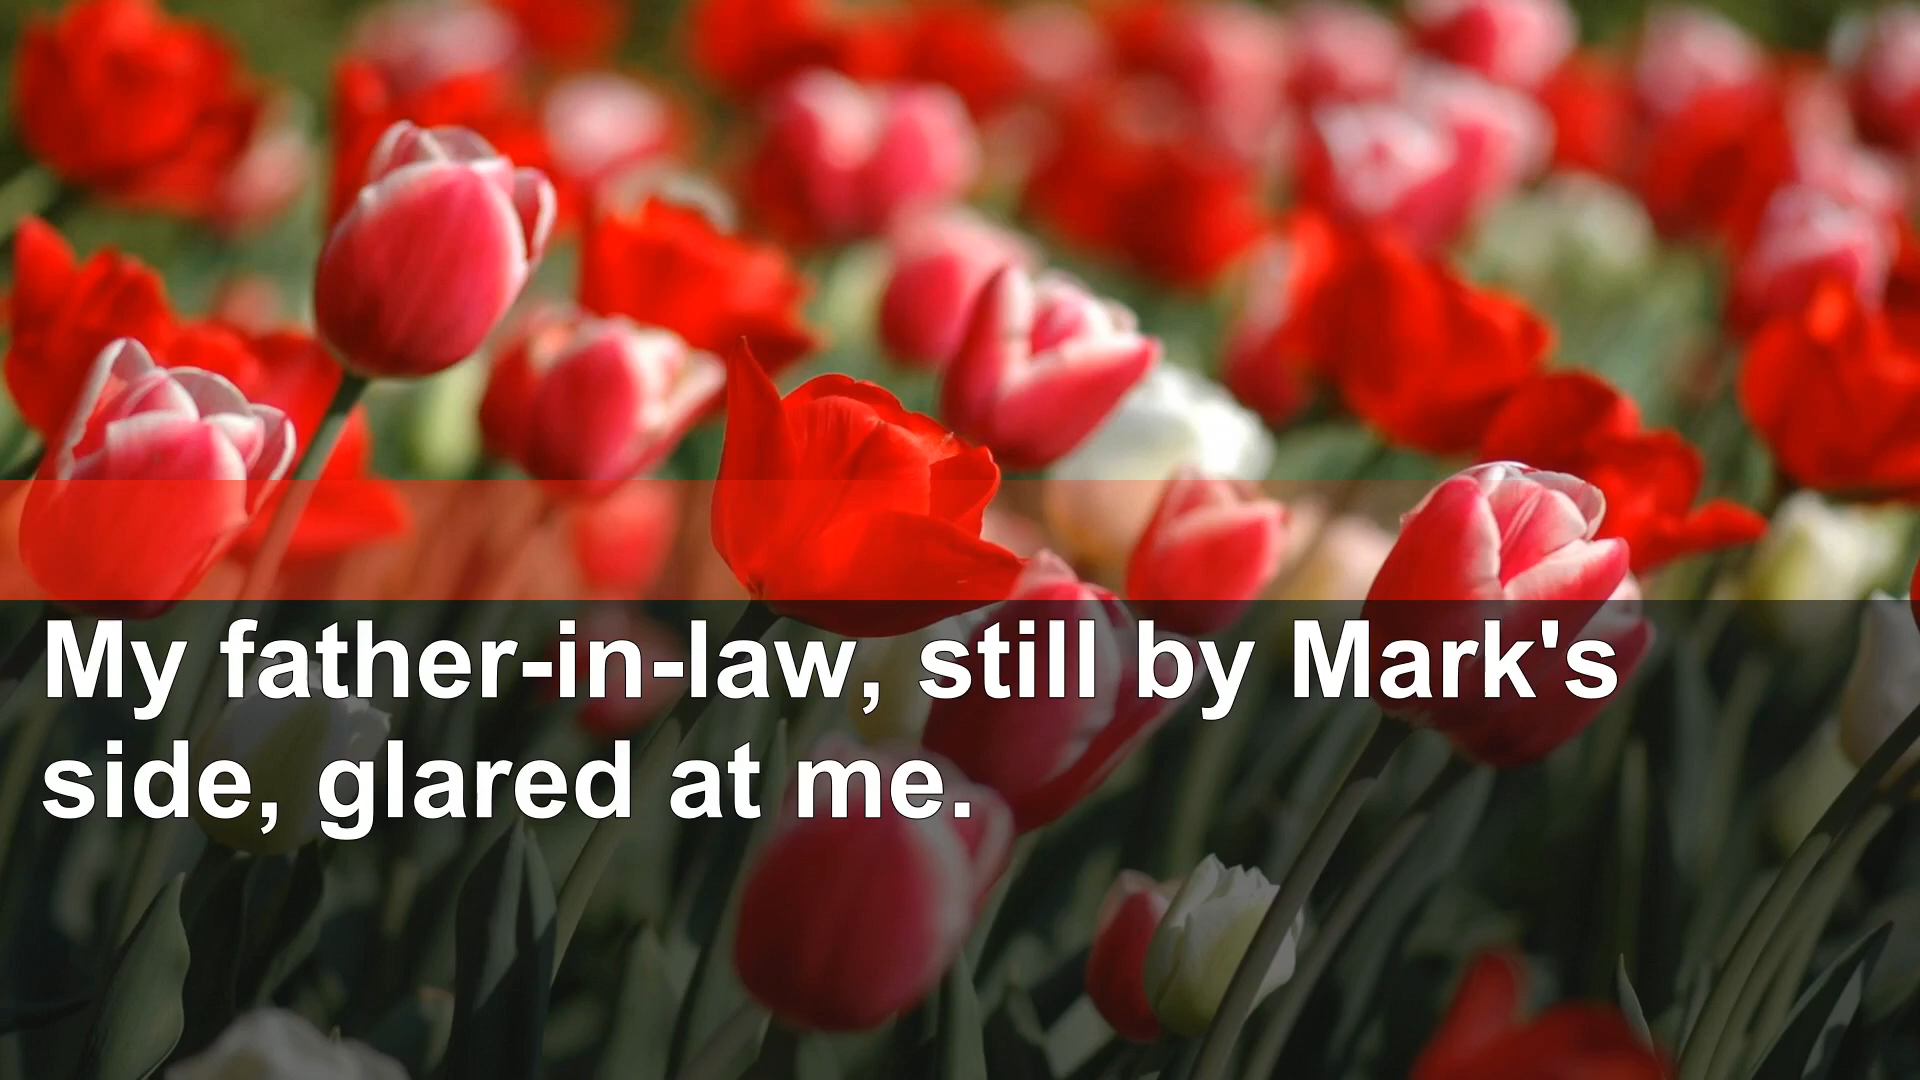 My father-in-law, still by Mark's
side, glared at me.